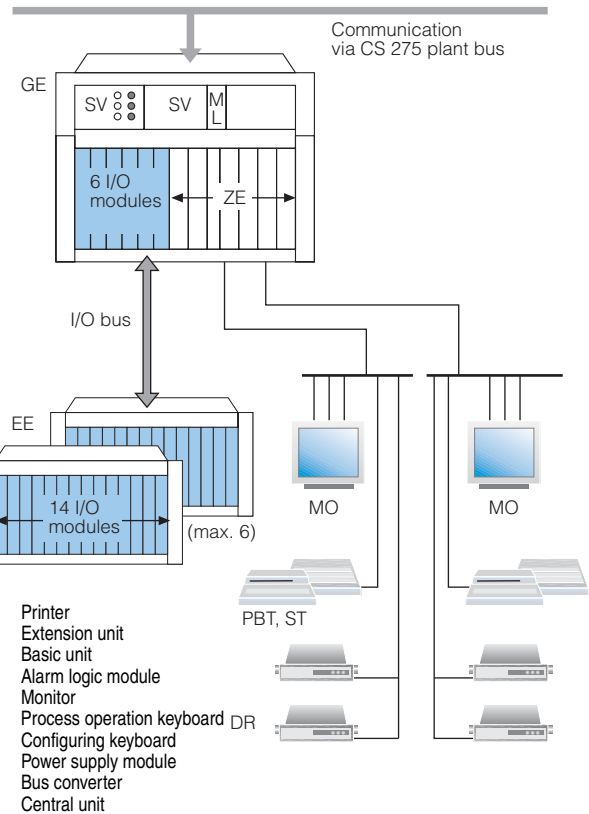 Communication
via CS 275 plant bus
GE
SV
SV
M
L
6 I/O
modules
ZE
I/O bus
EE
14 I/O
modules
(max. 6)
MO
MO
PBT, ST
DR
Printer
Extension unit
Basic unit
Alarm logic module
Monitor
Process operation keyboard
Configuring keyboard
Power supply module
Bus converter
Central unit